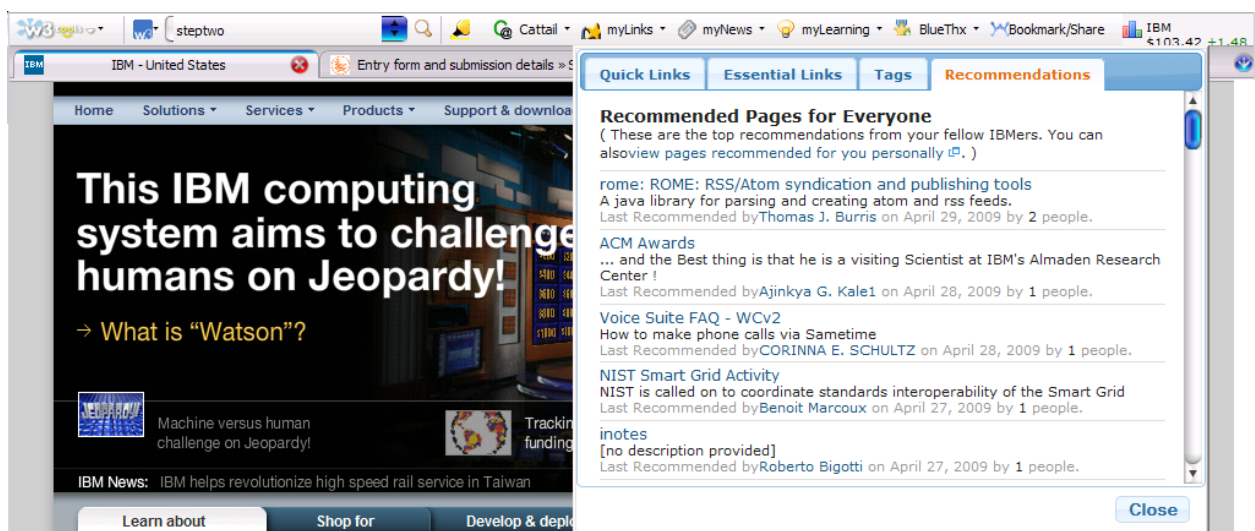 W3 steptwo Cattail myLinks myNews myLearning BlueThx Bookmark/Share IBM
$103.42 +1.48
IBM IBM - United States Entry form and submission details » S
Home Solutions Services Products Support & downloa
This IBM computing
system aims to challenge
humans on Jeopardy!
→ What is “Watson”?
JEOPARDY!
Machine versus human
challenge on Jeopardy!
Trackin
funding
IBM News: IBM helps revolutionize high speed rail service in Taiwan
Learn about Shop for Develop & deplo
Quick Links Essential Links Tags Recommendations
Recommended Pages for Everyone
( These are the top recommendations from your fellow IBMers. You can
alsoview pages recommended for you personally . )
rome: ROME: RSS/Atom syndication and publishing tools
A java library for parsing and creating atom and rss feeds.
Last Recommended byThomas J. Burris on April 29, 2009 by 2 people.
ACM Awards
... and the Best thing is that he is a visiting Scientist at IBM's Almaden Research
Center !
Last Recommended byAjinkya G. Kale1 on April 28, 2009 by 1 people.
Voice Suite FAQ - WCv2
How to make phone calls via Sametime
Last Recommended byCORINNA E. SCHULTZ on April 28, 2009 by 1 people.
NIST Smart Grid Activity
NIST is called on to coordinate standards interoperability of the Smart Grid
Last Recommended byBenoit Marcoux on April 27, 2009 by 1 people.
inotes
[no description provided]
Last Recommended byRoberto Bigotti on April 27, 2009 by 1 people.
Close